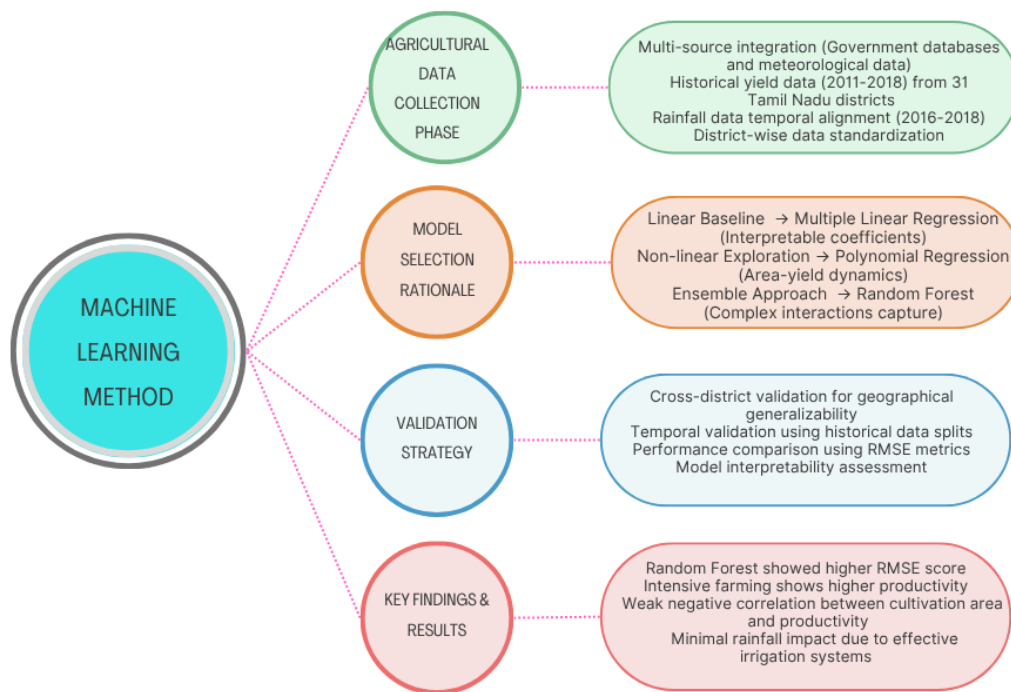 MACHINE
LEARNING
METHOD
AGRICULTURAL
DATA
COLLECTION
PHASE
Multi-source integration (Government databases
and meteorological data)
Historical yield data (2011-2018) from 31
Tamil Nadu districts
Rainfall data temporal alignment (2016-2018)
District-wise data standardization
MODEL
SELECTION
RATIONALE
Linear Baseline → Multiple Linear Regression
(Interpretable coefficients)
Non-linear Exploration → Polynomial Regression
(Area-yield dynamics)
Ensemble Approach → Random Forest
(Complex interactions capture)
VALIDATION
STRATEGY
Cross-district validation for geographical
generalizability
Temporal validation using historical data splits
Performance comparison using RMSE metrics
Model interpretability assessment
KEY FINDINGS &
RESULTS
Random Forest showed higher RMSE score
Intensive farming shows higher productivity
Weak negative correlation between cultivation area
and productivity
Minimal rainfall impact due to effective
irrigation systems